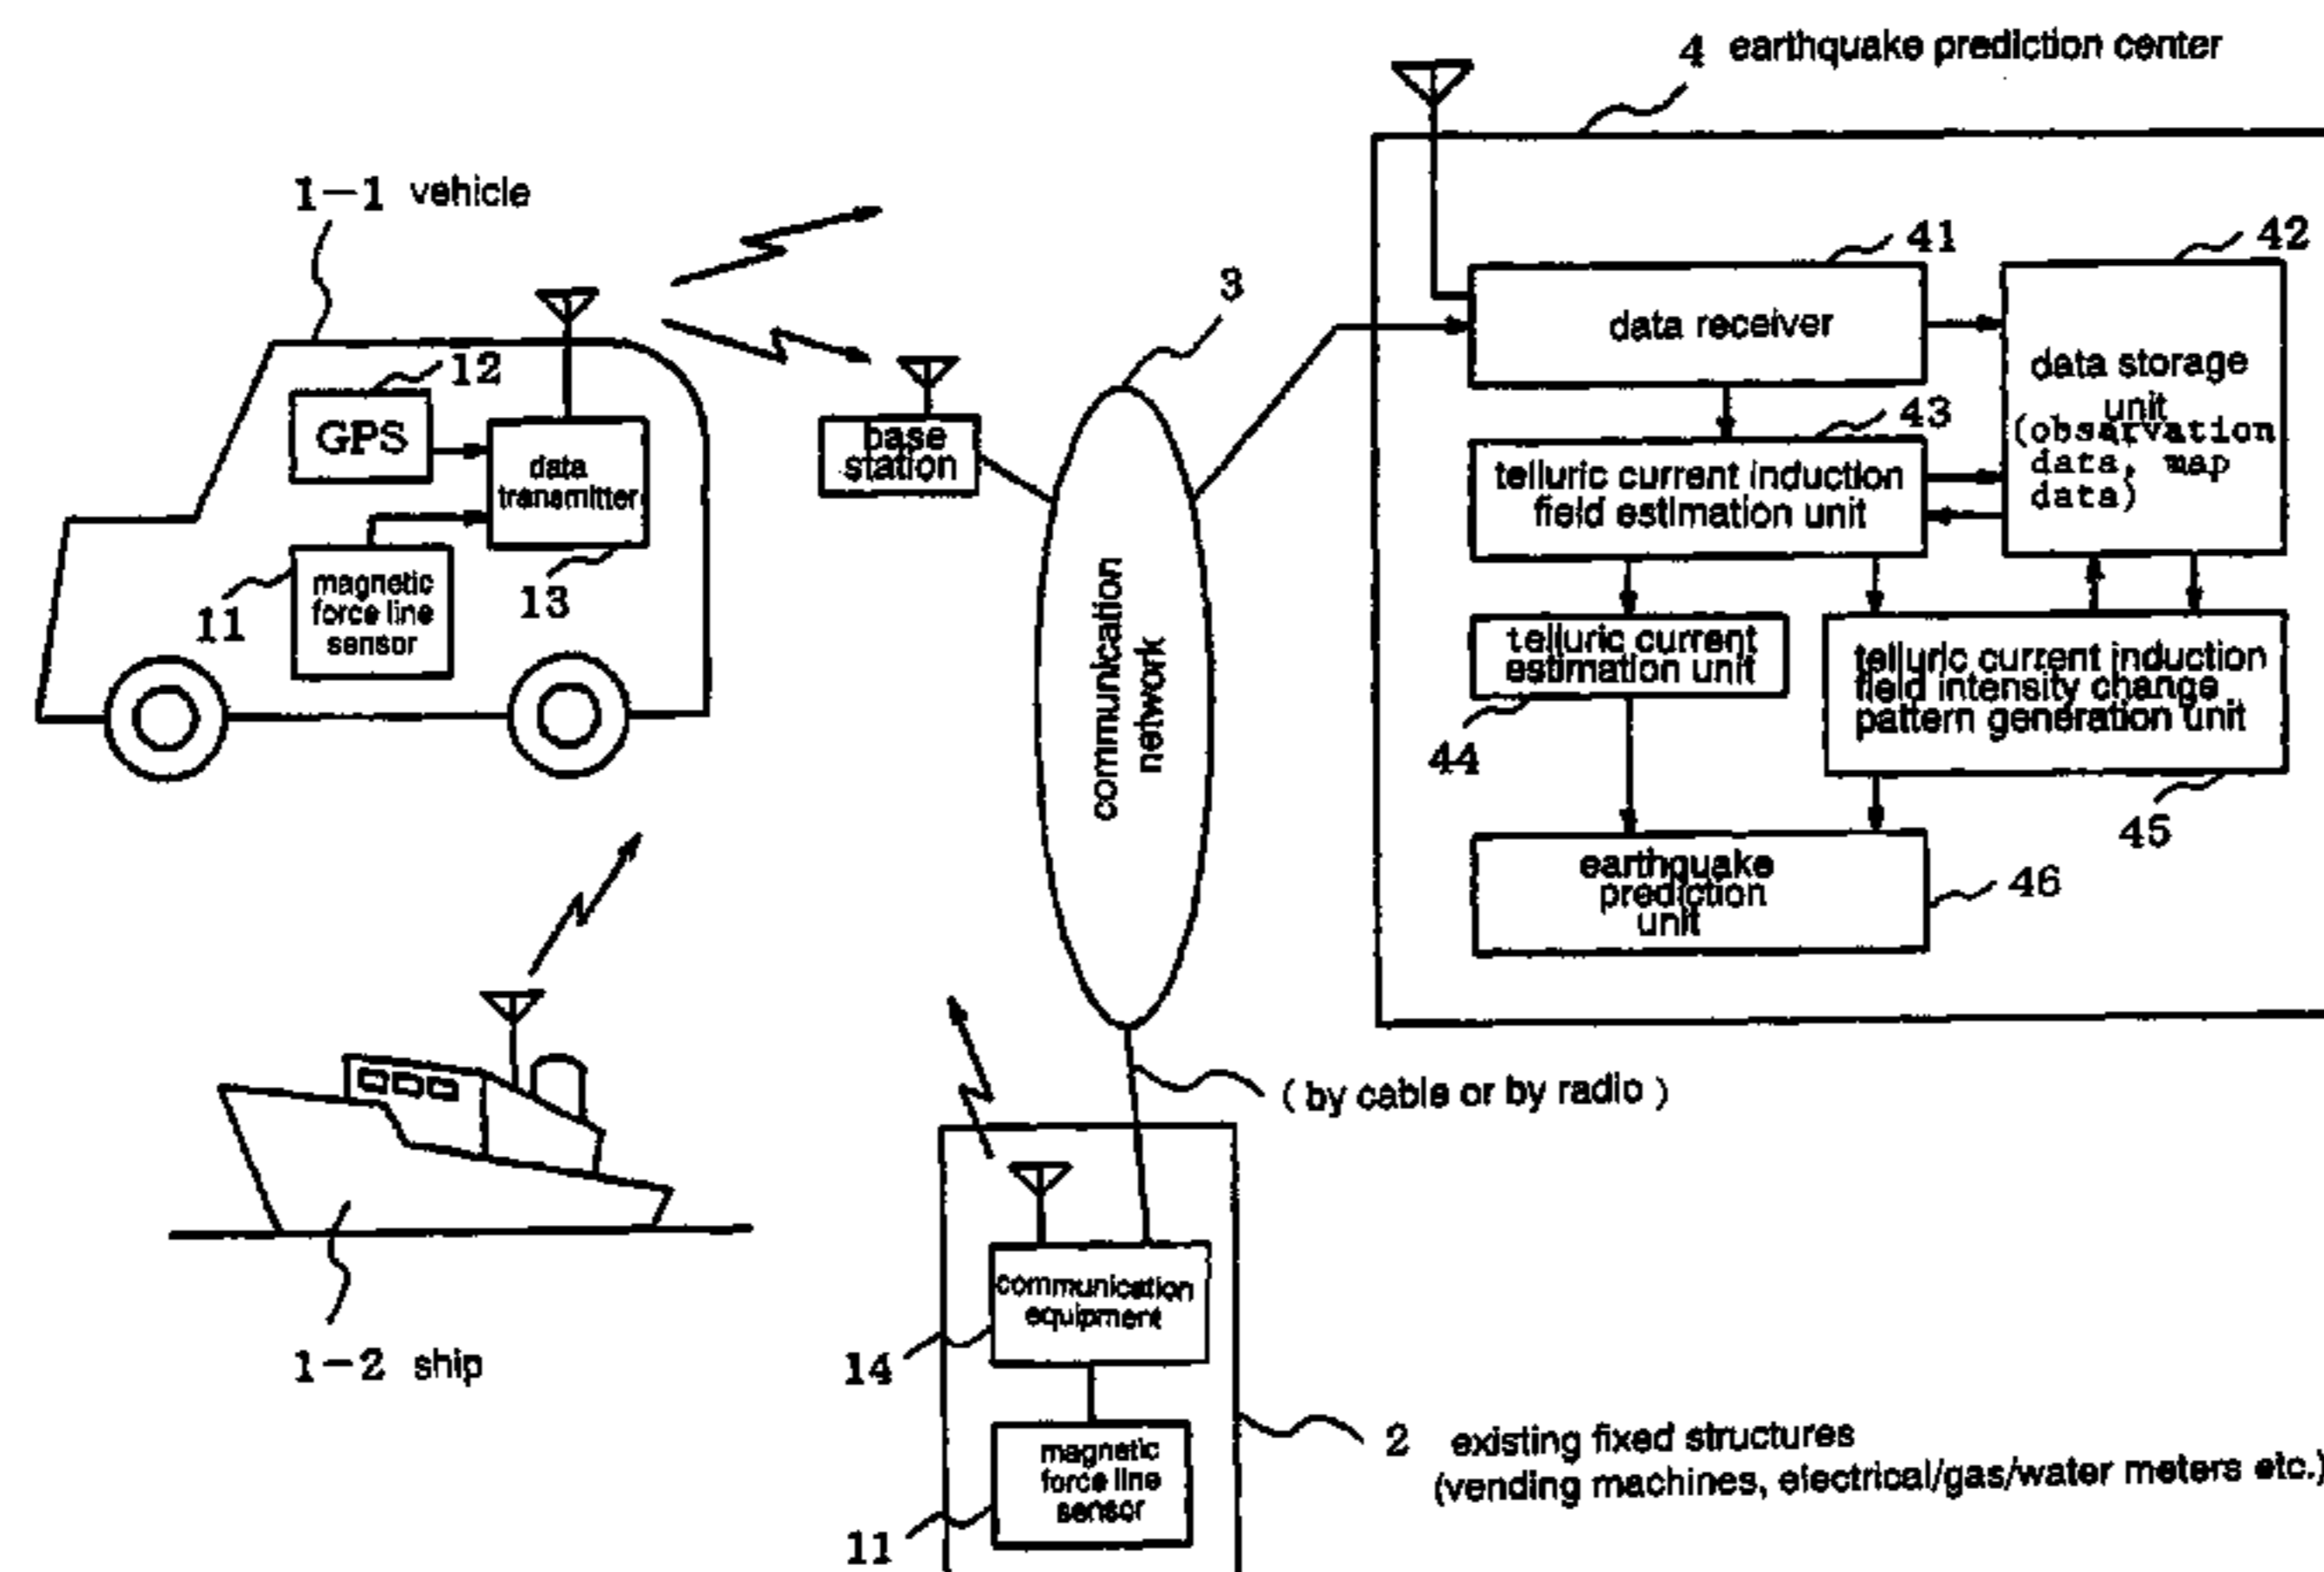 4 earthquake prediction center
1-1 vehicle
41
42
3
data receiver
12
GPS
data storage
unit
(obsarvation
data, map
data)
43
base
station
data
transmitter
telluric current induction
field estimation unit
magnetic
force line
sensor
11
13
communication
network
telluric current
estimation unit
telluric current induction
field intensity change
pattern generation unit
44
45
earthquake
prediction
unit
46
(by cable or by radio)
communication
equipment
14
1-2 ship
2 existing fixed structures
(vending machines, electrical/gas/water meters etc.)
magnetic
force line
sensor
11